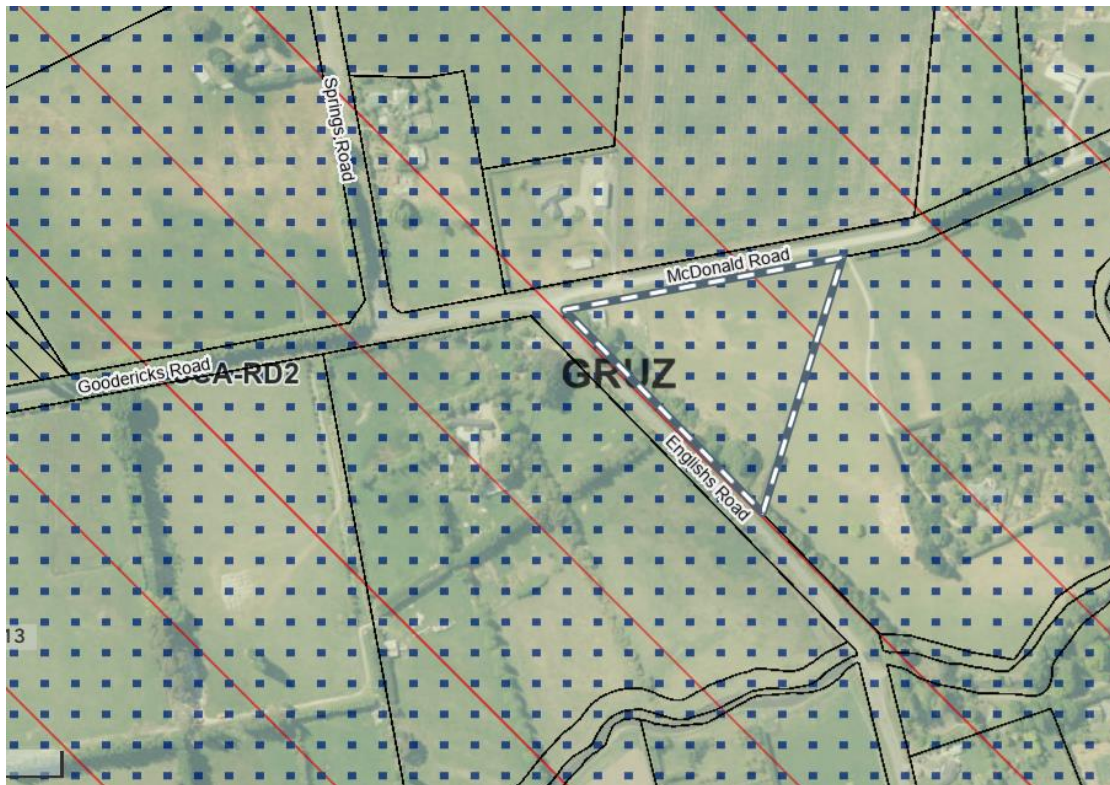 Springs Road
McDonald Road
Goodericks Road
A-RD2
GRUZ
Englishs Road
13